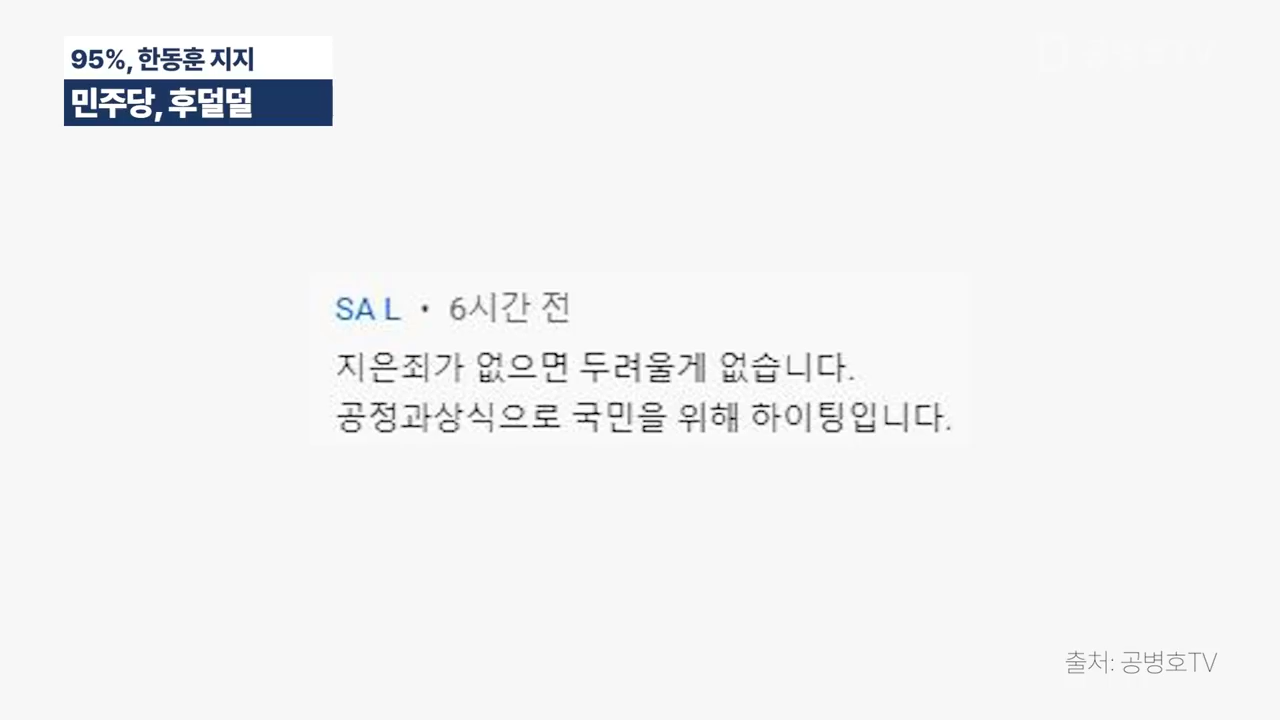 95%, 한동훈 지지
민주당, 후덜덜
SA L • 6시간 전
지은죄가 없으면 두려울게 없습니다.
공정과상식으로 국민을 위해 하이팅입니다.
출처: 공병호TV